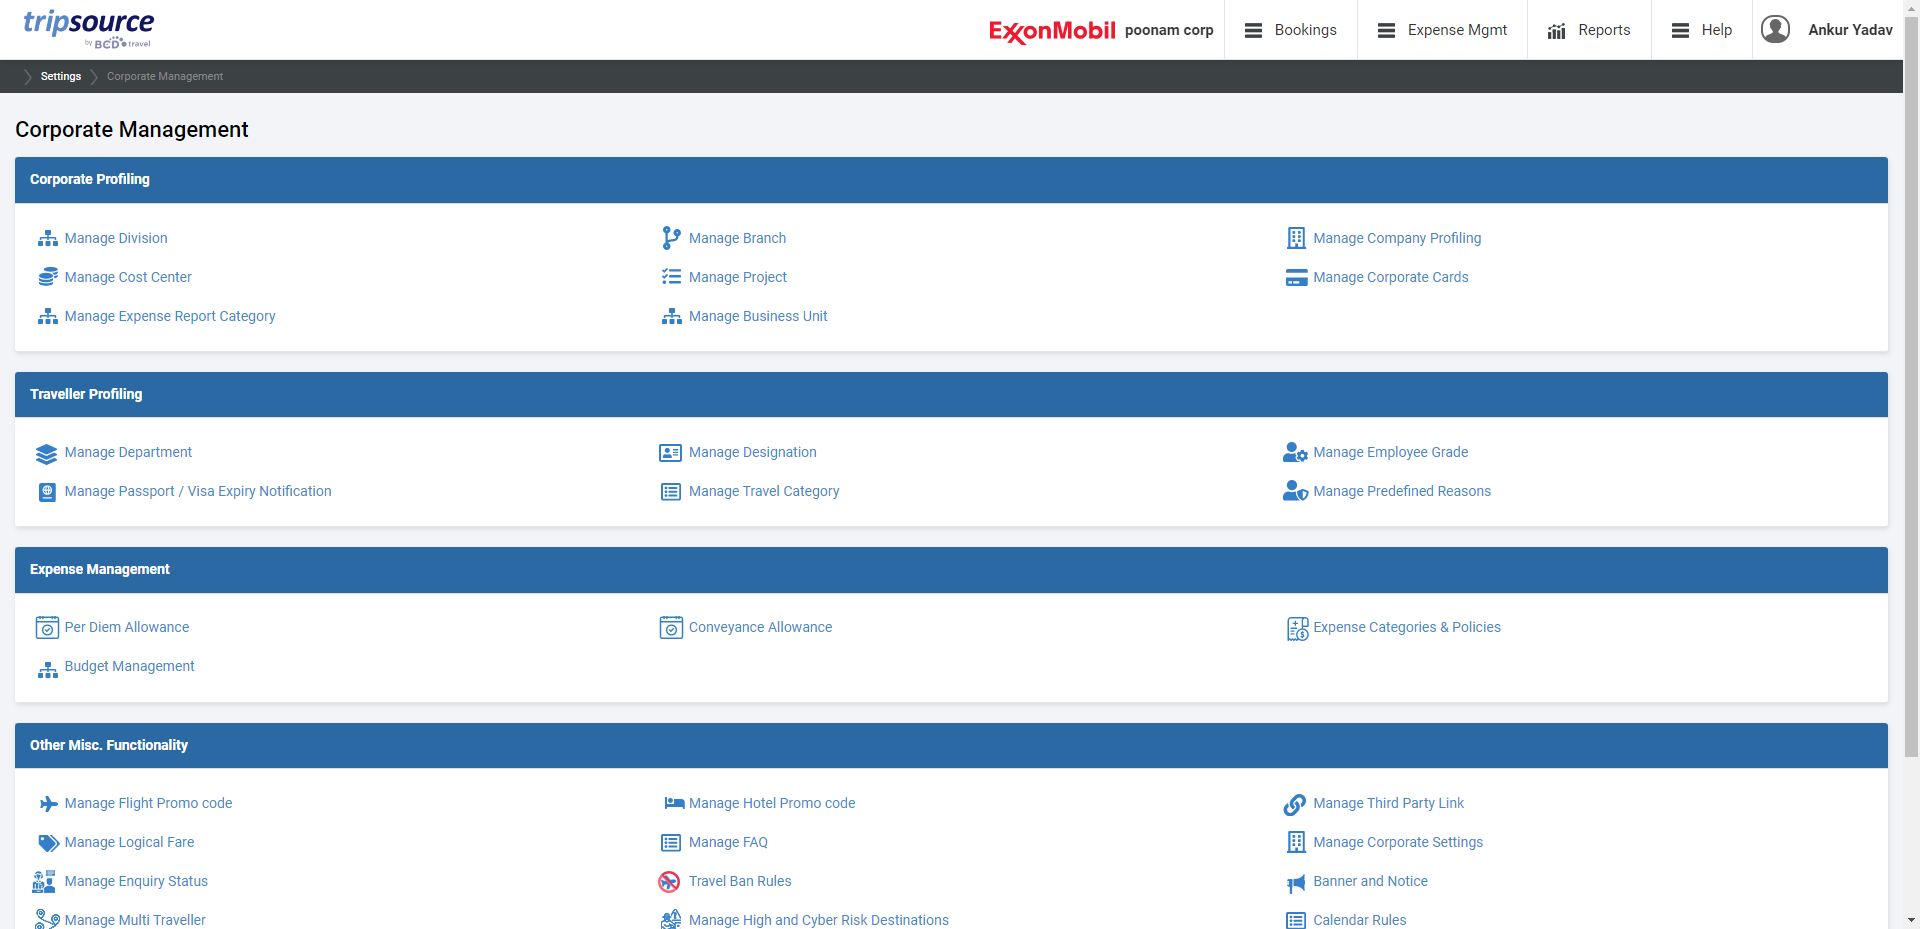 tripsource
by BCD travel
ExxonMobil poonam corp
Bookings
Expense Mgmt
Reports
Help
Ankur Yadav
Settings
Corporate Management
Corporate Management
Corporate Profiling
Manage Division
Manage Branch
Manage Company Profiling
Manage Cost Center
Manage Project
Manage Corporate Cards
Manage Expense Report Category
Manage Business Unit
Traveller Profiling
Manage Department
Manage Designation
Manage Employee Grade
Manage Passport / Visa Expiry Notification
Manage Travel Category
Manage Predefined Reasons
Expense Management
Per Diem Allowance
Conveyance Allowance
Expense Categories & Policies
Budget Management
Other Misc. Functionality
Manage Flight Promo code
Manage Hotel Promo code
Manage Third Party Link
Manage Logical Fare
Manage FAQ
Manage Corporate Settings
Manage Enquiry Status
Travel Ban Rules
Banner and Notice
Manage Multi Traveller
Manage High and Cyber Risk Destinations
Calendar Rules